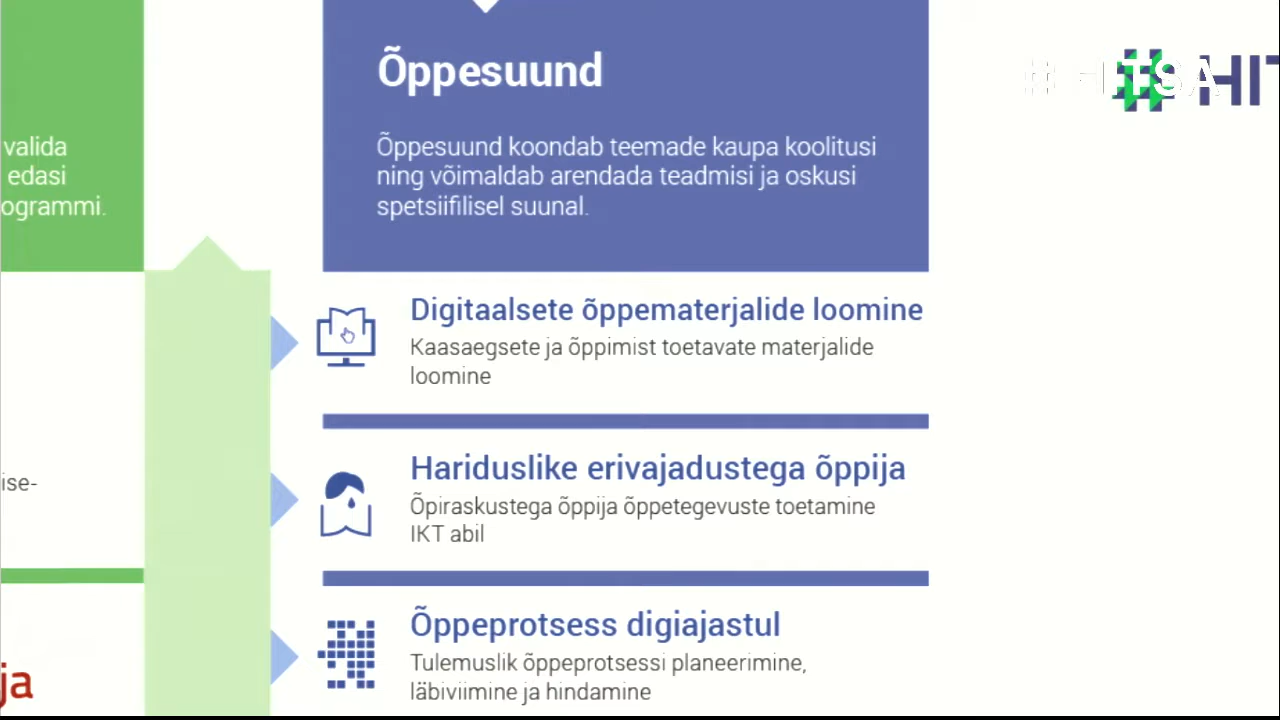 valida
edasi
ogrammi.
ise-
ja
Õppesuund
Õppesuund koondab teemade kaupa koolitusi
ning võimaldab arendada teadmisi ja oskusi
spetsiifilisel suunal.
Digitaalsete õppematerjalide loomine
Kaasaegsete ja õppimist toetavate materjalide
loomine
Hariduslike erivajadustega õppija
Õpiraskustega õppija õppetegevuste toetamine
IKT abil
Õppeprotsess digiajastul
Tulemuslik õppeprotsessi planeerimine,
läbiviimine ja hindamine
# HITSA
# HIT